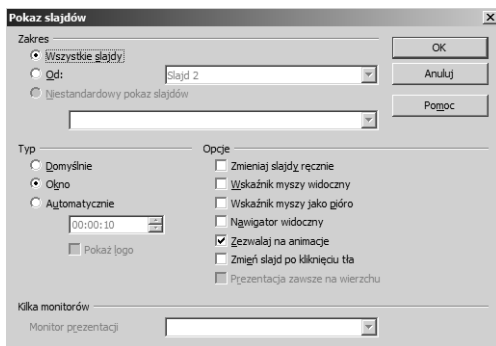 Pokaz slajdów
Zakres
Wszystkie slajdy
OK
Od:
Slajd 2
Anuluj
Niestandardowy pokaz slajdów
Pomoc
Typ
Opcje
Domyślnie
Zmieniaj slajdy ręcznie
Okno
Wskaźnik myszy widoczny
Automatycznie
Wskaźnik myszy jako pióro
00:00:10
Nawigator widoczny
Zezwalaj na animacje
Pokaż logo
Zmień slajd po kliknięciu tła
Prezentacja zawsze na wierzchu
Kilka monitorów
Monitor prezentacji